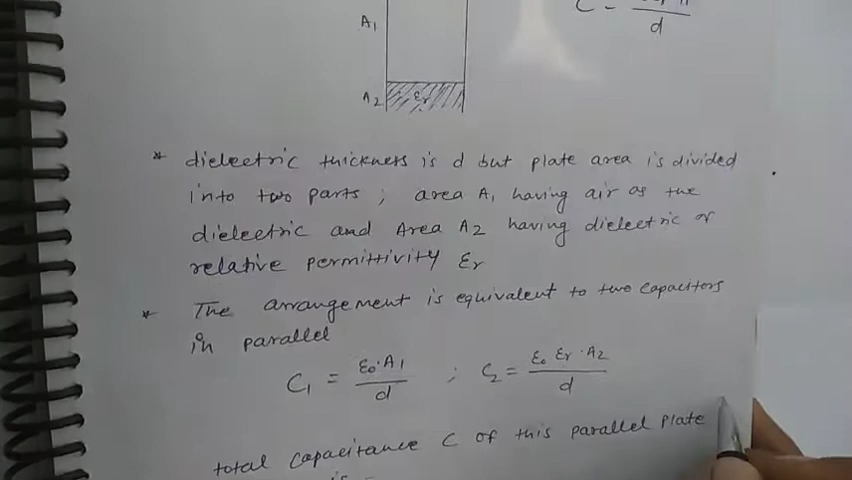 A₁
d
A₂ εr
* dielectric thickness is d but plate area is divided
into two parts ; area A₁ having air as the
dielectric and Area A₂ having dielectric of
relative permittivity εr
* The arrangement is equivalent to two capacitors
in parallel
C₁ = ε₀·A₁ / d ; C₂ = ε₀ εr·A₂ / d
total capacitance C of this parallel plate